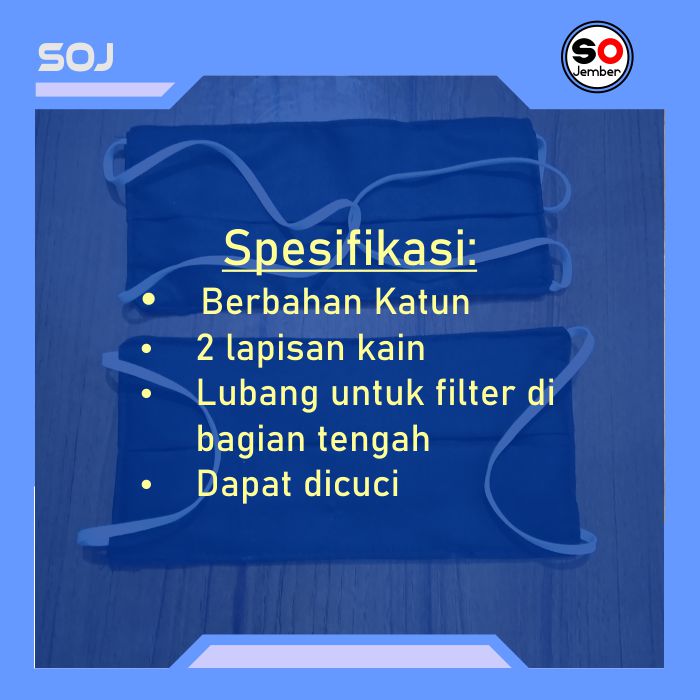 SOJ
SO
Jember
Spesifikasi:
• Berbahan Katun
• 2 lapisan kain
• Lubang untuk filter di
bagian tengah
• Dapat dicuci